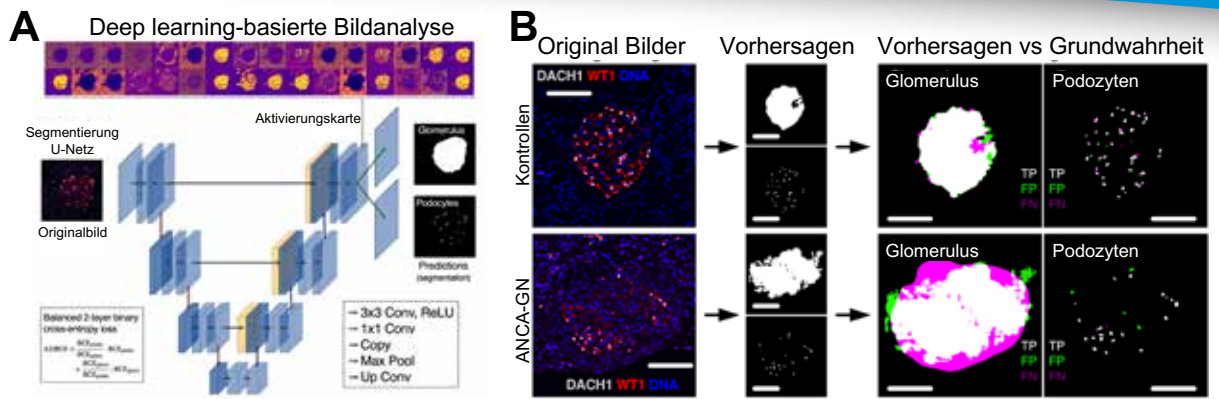 A
Deep learning-basierte Bildanalyse
Aktivierungskarte
Segmentierung
U-Netz
Originalbild
Glomerulus
Podocytes
Predictions
(segmentation)
Balanced 2-layer binary
cross-entropy loss
→ 3x3 Conv, ReLU
→ 1x1 Conv
→ Copy
→ Max Pool
→ Up Conv
B
Original Bilder
Vorhersagen
Vorhersagen vs Grundwahrheit
Kontrollen
DACH1 WT1 DNA
Glomerulus
TP
FP
FN
Podozyten
TP
FP
FN
ANCA-GN
DACH1 WT1 DNA
Glomerulus
TP
FP
FN
Podozyten
TP
FP
FN